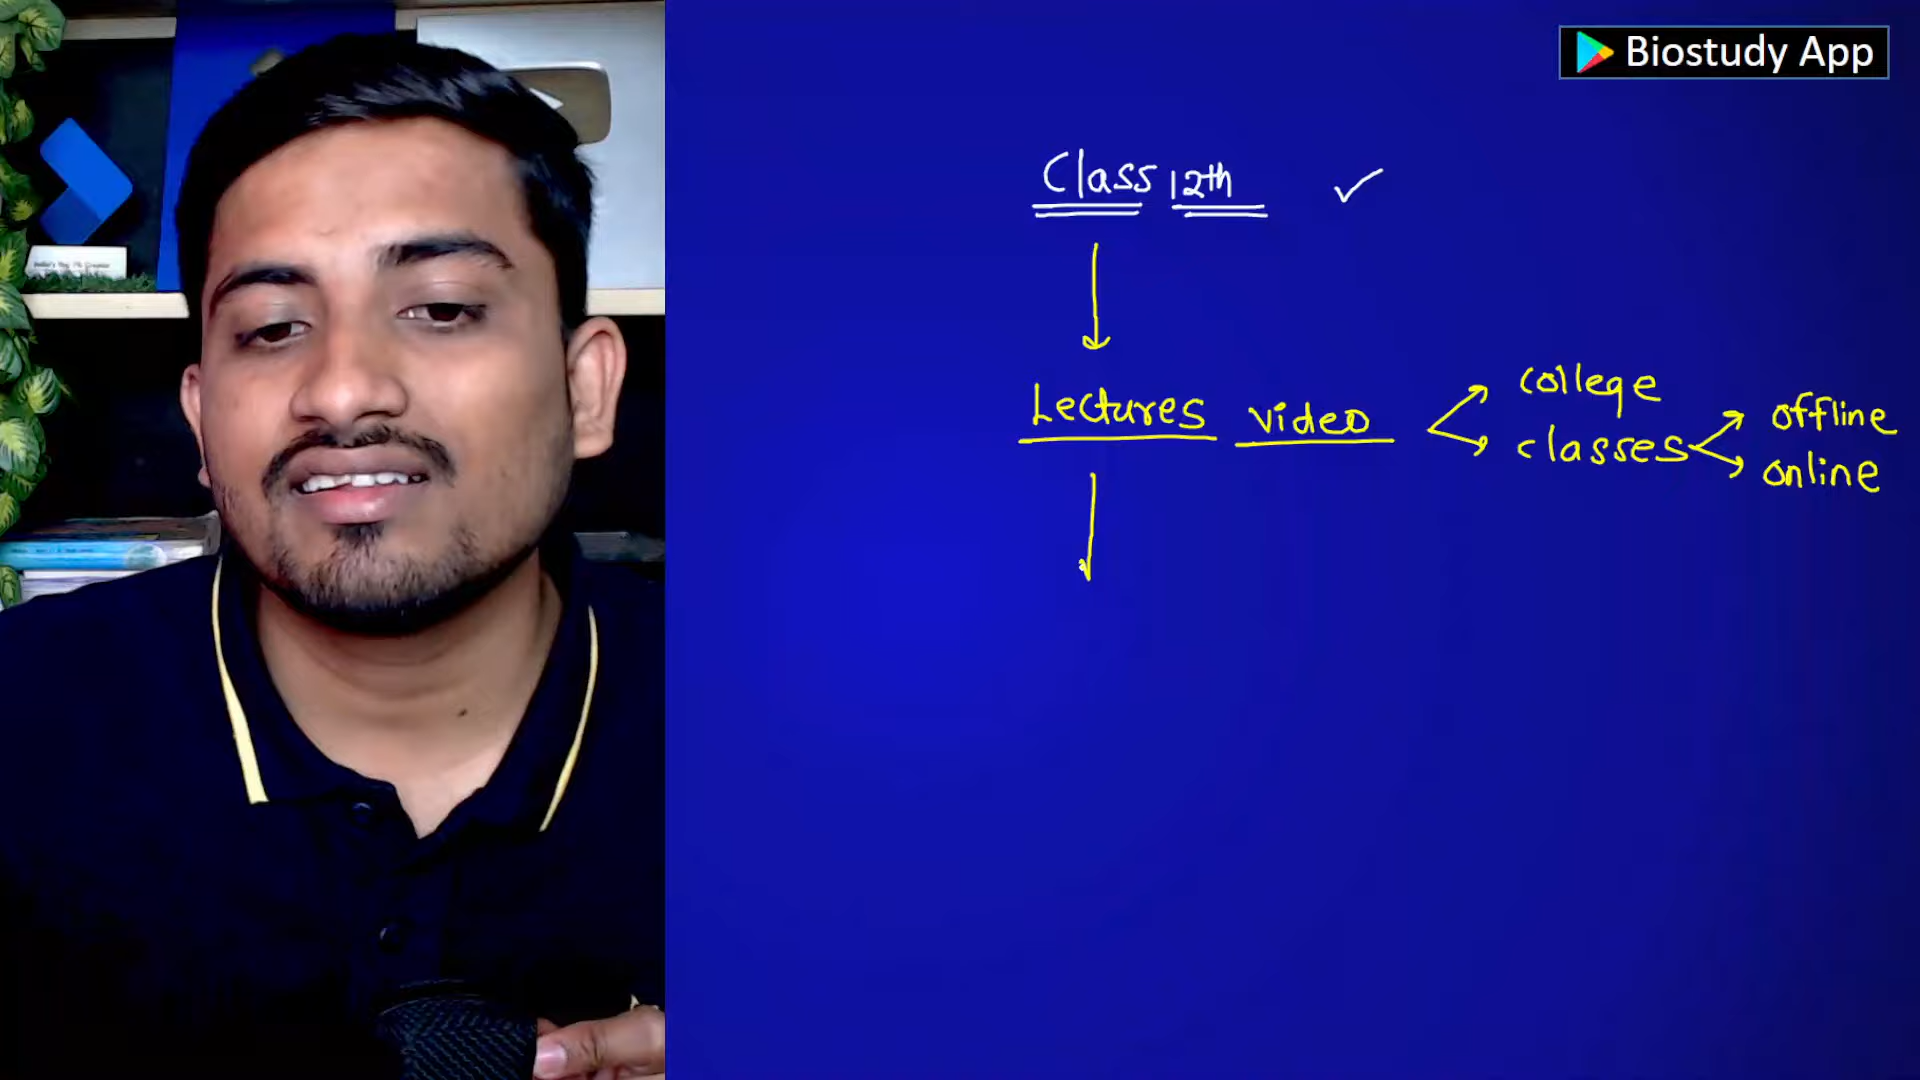 Biostudy App
Class 12th
Lectures video
college
classes
offline
online